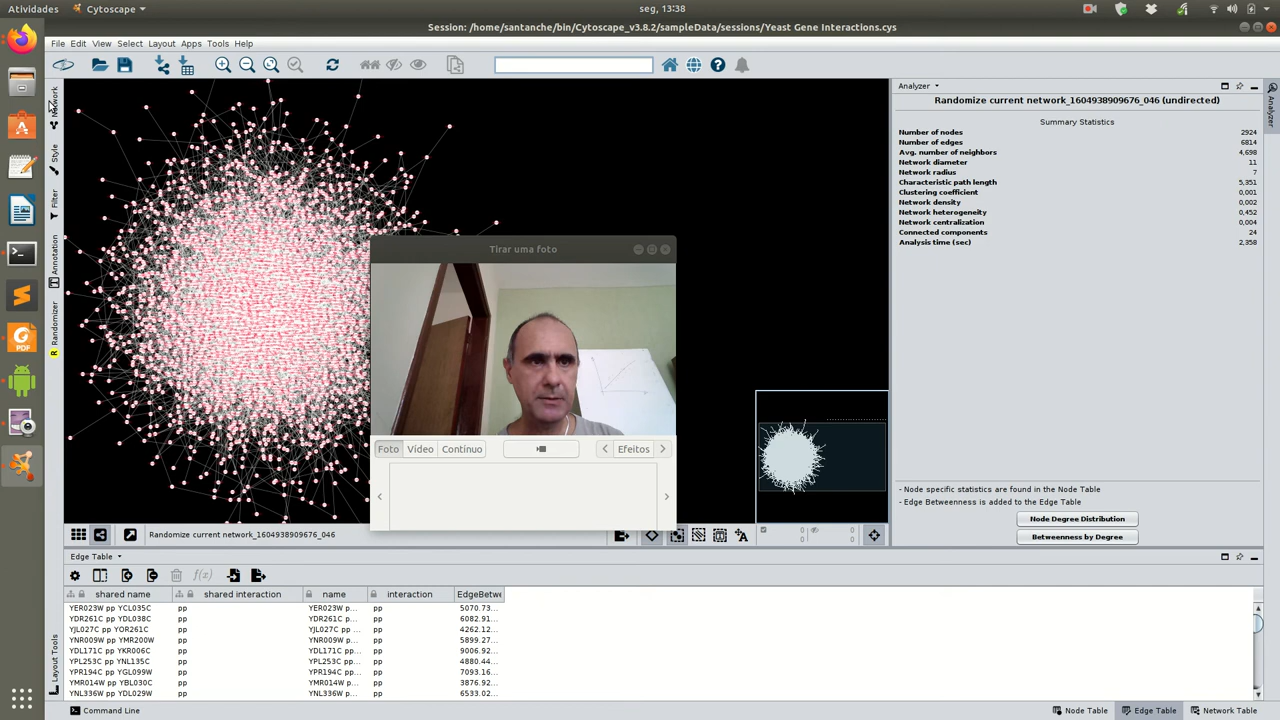 Atividades Cytoscape seg, 13:38
Session: /home/santanche/bin/Cytoscape_v3.8.2/sampleData/sessions/Yeast Gene Interactions.cys
File Edit View Select Layout Apps Tools Help
Network
Style
Filter
Annotation
Randomizer
Layout Tools
Tirar uma foto
Foto Vídeo Contínuo Efeitos
Analyzer
Analyzer
Randomize current network_1604938909676_046 (undirected)
Summary Statistics
Number of nodes 2924
Number of edges 6814
Avg. number of neighbors 4,698
Network diameter 11
Network radius 7
Characteristic path length 5,351
Clustering coefficient 0,001
Network density 0,002
Network heterogeneity 0,452
Network centralization 0,004
Connected components 24
Analysis time (sec) 2,358
- Node specific statistics are found in the Node Table
- Edge Betweenness is added to the Edge Table
Node Degree Distribution
Betweenness by Degree
Randomize current network_1604938909676_046
0 0
0 0
Edge Table
f(x)
shared name shared interaction name interaction EdgeBetwe
YER023W pp YCL035C pp YER023W p... pp 5070.73...
YDR261C pp YDL038C pp YDR261C p... pp 6082.91...
YJL027C pp YOR261C pp YJL027C pp... pp 4262.12...
YNR009W pp YMR200W pp YNR009W p... pp 5899.27...
YDL171C pp YKR006C pp YDL171C pp... pp 9006.92...
YPL253C pp YNL135C pp YPL253C pp... pp 4880.44...
YPR194C pp YGL099W pp YPR194C p... pp 7093.16...
YMR014W pp YBL030C pp YMR014W p... pp 3876.92...
YNL336W pp YDL029W pp YNL336W p... pp 6533.02...
Command Line Node Table Edge Table Network Table